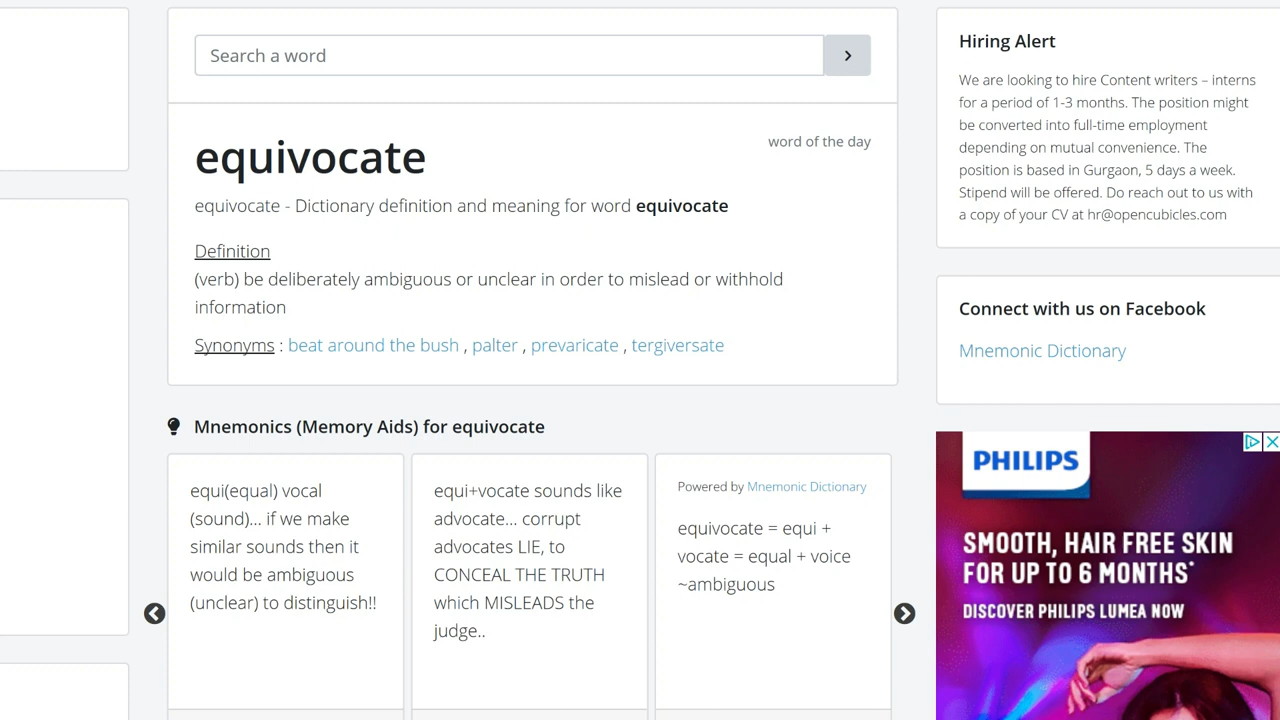 Search a word
word of the day
equivocate
equivocate - Dictionary definition and meaning for word equivocate
Definition
(verb) be deliberately ambiguous or unclear in order to mislead or withhold
information
Synonyms : beat around the bush , palter , prevaricate , tergiversate
Mnemonics (Memory Aids) for equivocate
equi(equal) vocal
(sound)... if we make
similar sounds then it
would be ambiguous
(unclear) to distinguish!!
equi+vocate sounds like
advocate... corrupt
advocates LIE, to
CONCEAL THE TRUTH
which MISLEADS the
judge..
Powered by Mnemonic Dictionary
equivocate = equi +
vocate = equal + voice
~ambiguous
Hiring Alert
We are looking to hire Content writers – interns
for a period of 1-3 months. The position might
be converted into full-time employment
depending on mutual convenience. The
position is based in Gurgaon, 5 days a week.
Stipend will be offered. Do reach out to us with
a copy of your CV at hr@opencubicles.com
Connect with us on Facebook
Mnemonic Dictionary
PHILIPS
SMOOTH, HAIR FREE SKIN
FOR UP TO 6 MONTHS*
DISCOVER PHILIPS LUMEA NOW